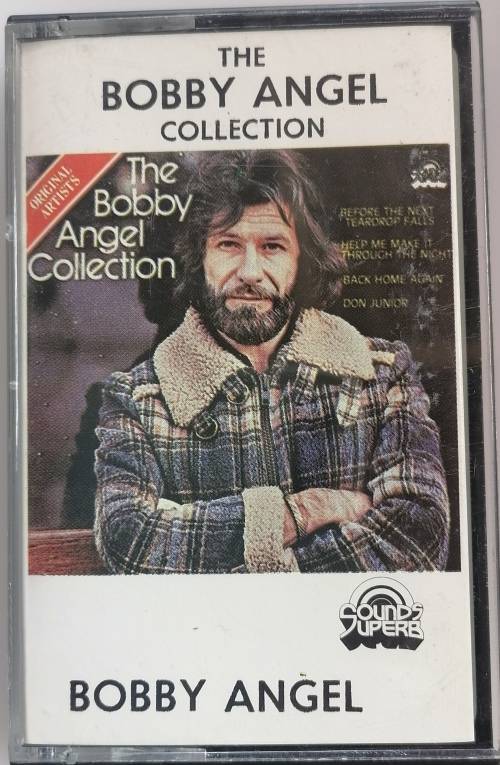 THE
BOBBY ANGEL
COLLECTION
ORIGINAL
ARTISTS
The
Bobby
Angel
Collection
BEFORE THE NEXT
TEARDROP FALLS
HELP ME MAKE IT
THROUGH THE NIGHT
BACK HOME AGAIN
DON JUNIOR
SOUNDS
SUPERB
BOBBY ANGEL